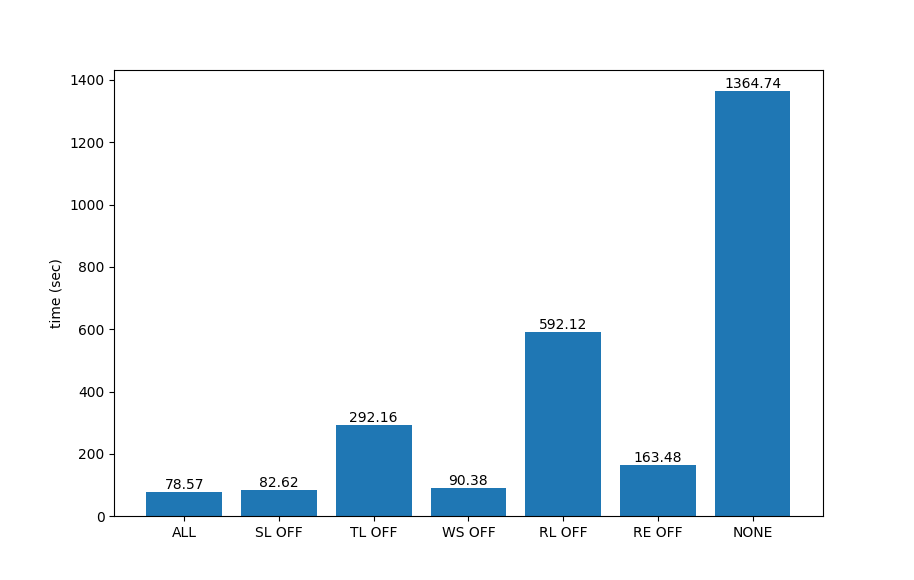 time (sec)
1400
1200
1000
800
600
400
200
0
78.57
82.62
292.16
90.38
592.12
163.48
1364.74
ALL
SL OFF
TL OFF
WS OFF
RL OFF
RE OFF
NONE